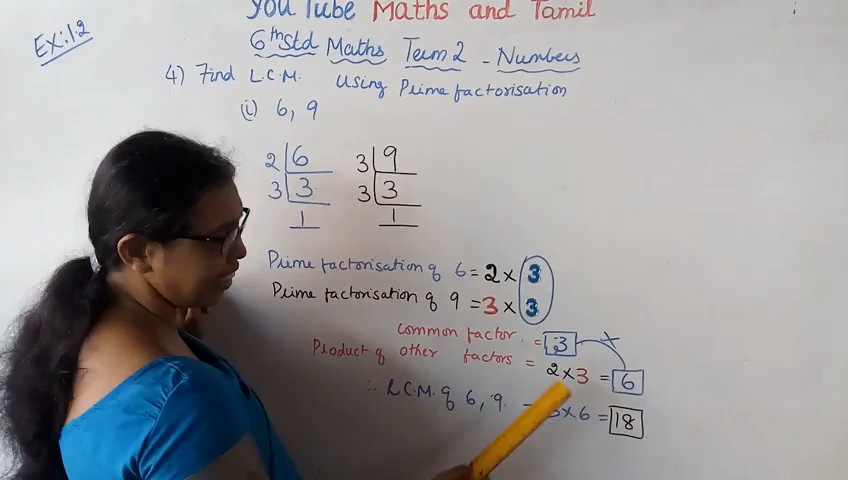 YouTube Maths and Tamil
Ex:1.2
6th Std Maths Term 2 - Numbers
4) Find L.C.M. using Prime factorisation
(i) 6, 9
2 6 3 9
3 3 3 3
1 1
Prime factorisation of 6 = 2 × 3
Prime factorisation of 9 = 3 × 3
Common factor. = 3
Product of other factors = 2×3 = 6
∴ L.C.M. of 6, 9. = 3×6 = 18